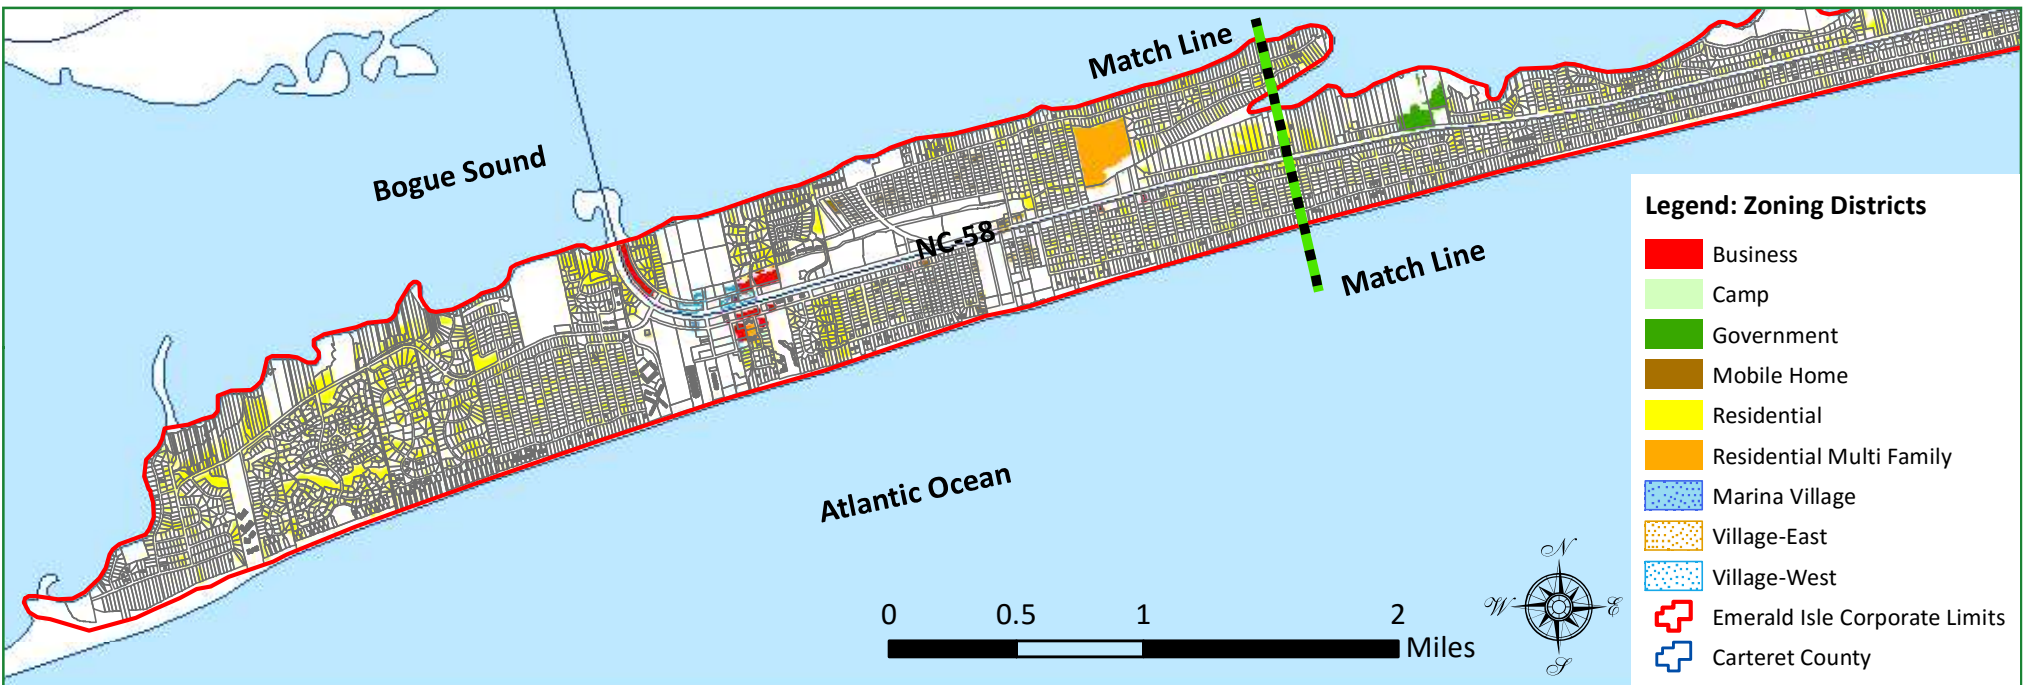 Match Line
Bogue Sound
NC-58
Match Line
Atlantic Ocean
Legend: Zoning Districts
Business
Camp
Government
Mobile Home
Residential
Residential Multi Family
Marina Village
Village-East
Village-West
Emerald Isle Corporate Limits
Carteret County
N
W E
S
0 0.5 1 2
Miles